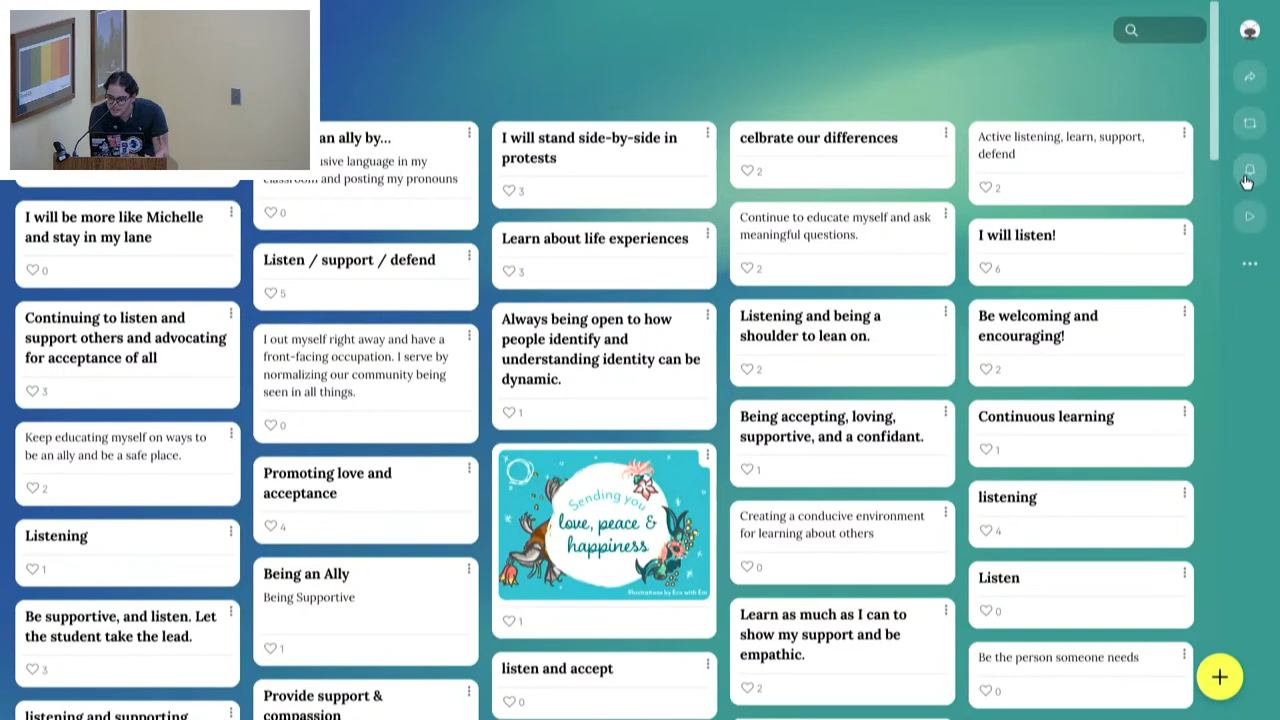 I will be more like Michelle
and stay in my lane
0
Continuing to listen and
support others and advocating
for acceptance of all
3
Keep educating myself on ways to
be an ally and be a safe place.
2
Listening
1
Be supportive, and listen. Let
the student take the lead.
3
listening and supporting
an ally by...
usive language in my
classroom and posting my pronouns
0
Listen / support / defend
5
I out myself right away and have a
front-facing occupation. I serve by
normalizing our community being
seen in all things.
0
Promoting love and
acceptance
4
Being an Ally
Being Supportive
1
Provide support &
compassion
I will stand side-by-side in
protests
3
Learn about life experiences
3
Always being open to how
people identify and
understanding identity can be
dynamic.
1
Sending you
love, peace &
happiness
Illustrations by Eco with Em
1
listen and accept
0
celbrate our differences
2
Continue to educate myself and ask
meaningful questions.
2
Listening and being a
shoulder to lean on.
2
Being accepting, loving,
supportive, and a confidant.
1
Creating a conducive environment
for learning about others
0
Learn as much as I can to
show my support and be
empathic.
2
Active listening, learn, support,
defend
2
I will listen!
6
Be welcoming and
encouraging!
2
Continuous learning
1
listening
4
Listen
0
Be the person someone needs
0